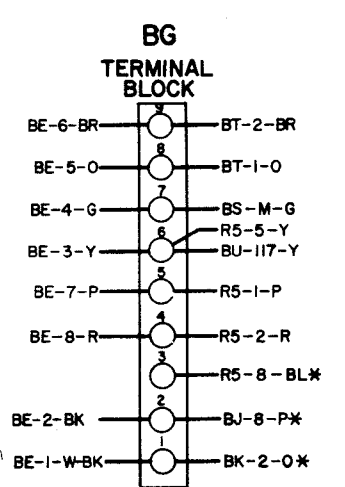 BG
TERMINAL
BLOCK
9
BE-6-BR BT-2-BR
8
BE-5-O BT-1-O
7
BE-4-G BS-M-G
R5-5-Y
6
BE-3-Y BU-117-Y
5
BE-7-P R5-1-P
4
BE-8-R R5-2-R
3
R5-8-BL*
2
BE-2-BK BJ-8-P*
1
BE-1-W-BK BK-2-O*